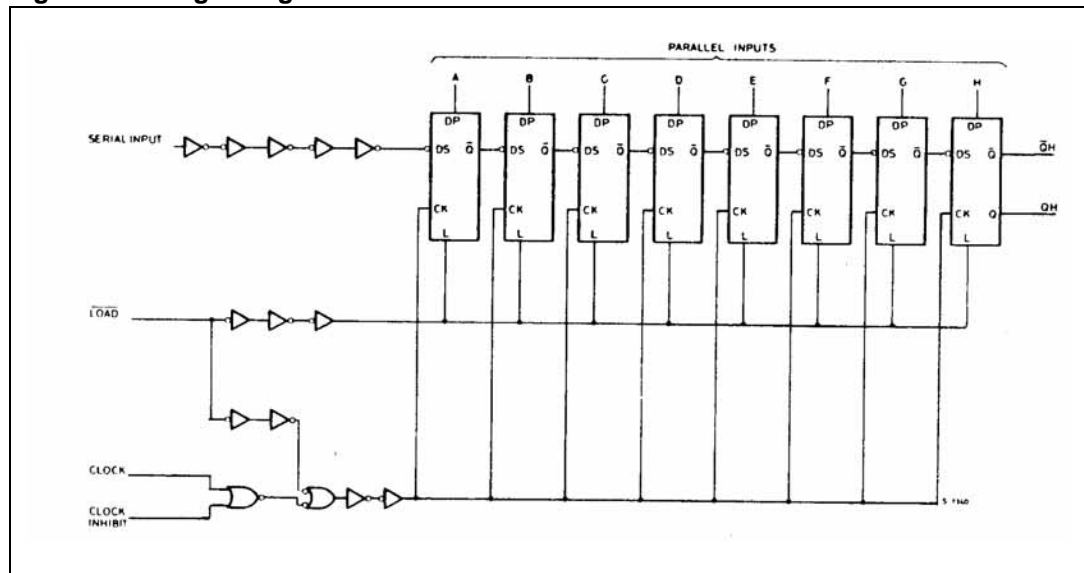 PARALLEL INPUTS
A B C D E F G H
DP DP DP DP DP DP DP DP
SERIAL INPUT
DS Q̅ DS Q̅ DS Q̅ DS Q̅ DS Q̅ DS Q̅ DS Q̅ DS Q̅
Q̅H
CK CK CK CK CK CK CK CK Q
QH
L L L L L L L L
L̅O̅A̅D̅
CLOCK
CLOCK
INHIBIT